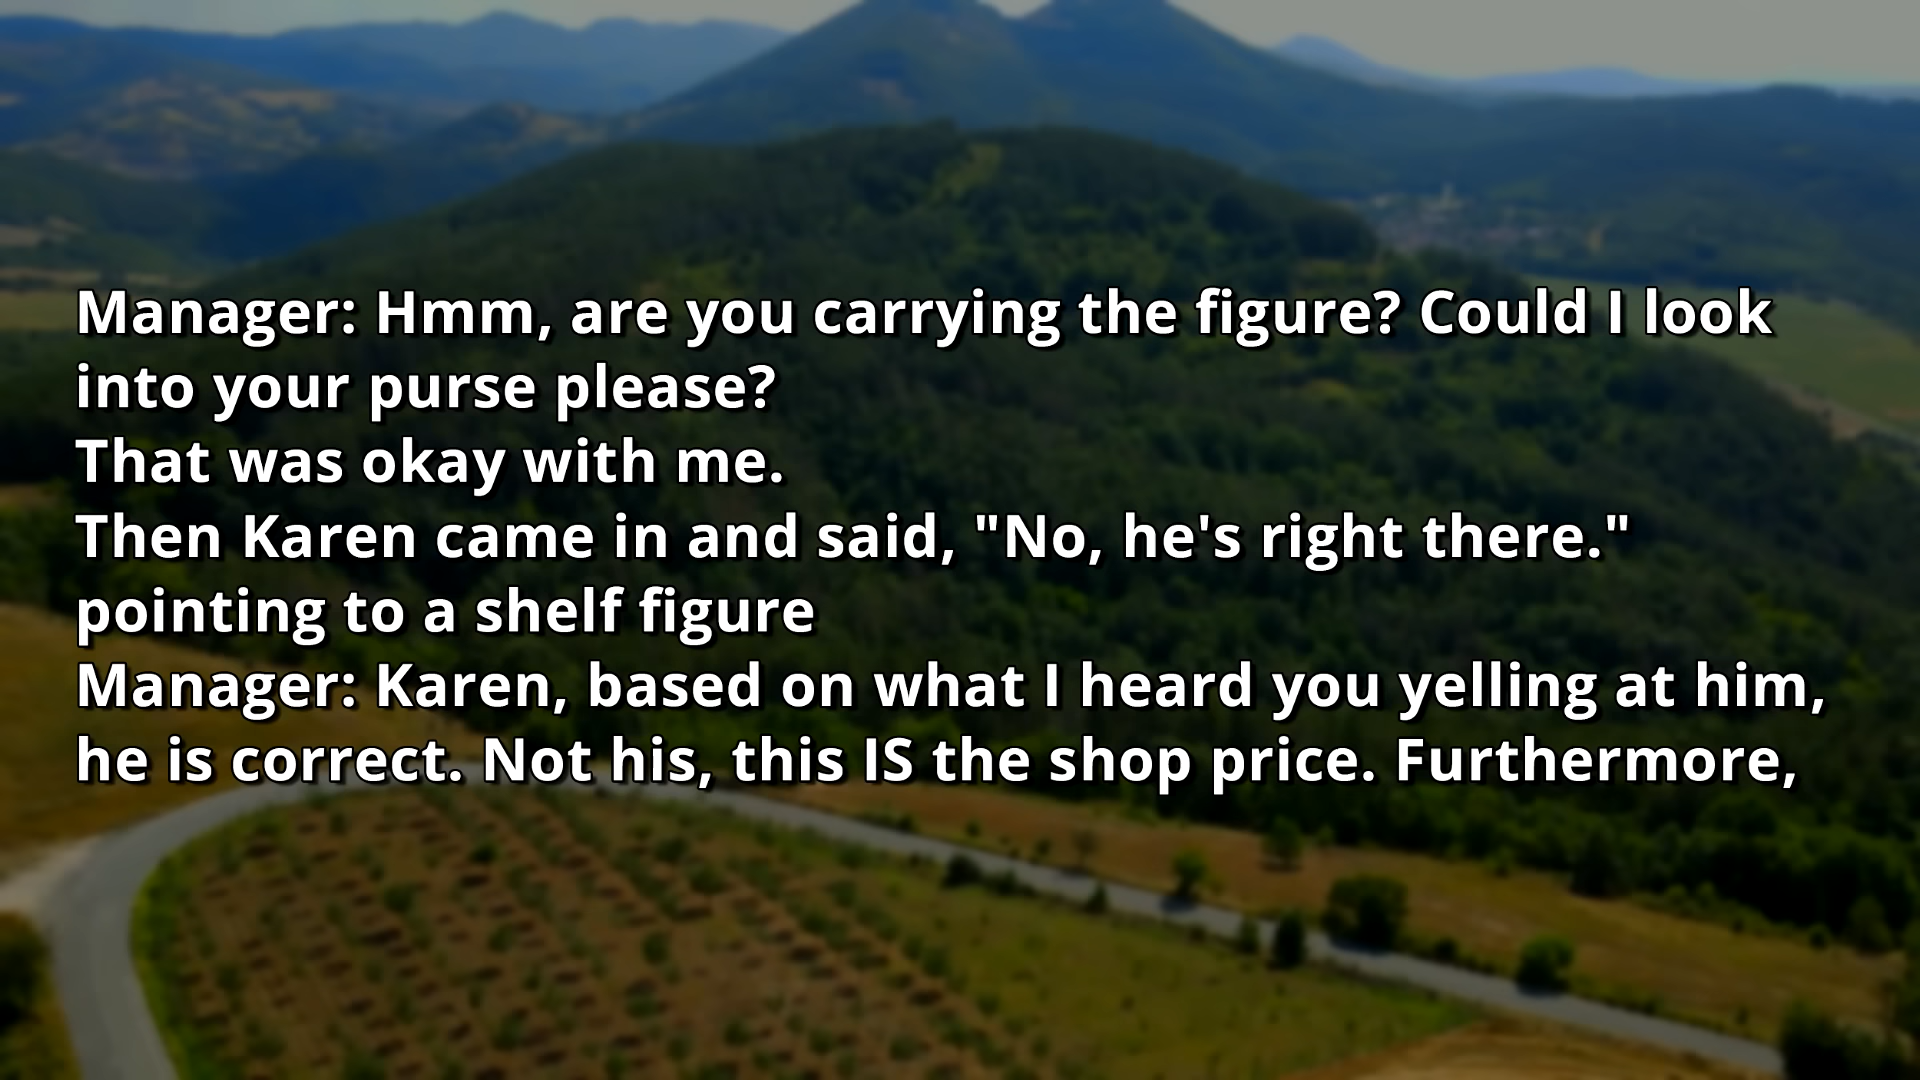 Manager: Hmm, are you carrying the figure? Could I look
into your purse please?
That was okay with me.
Then Karen came in and said, "No, he's right there."
pointing to a shelf figure
Manager: Karen, based on what I heard you yelling at him,
he is correct. Not his, this IS the shop price. Furthermore,